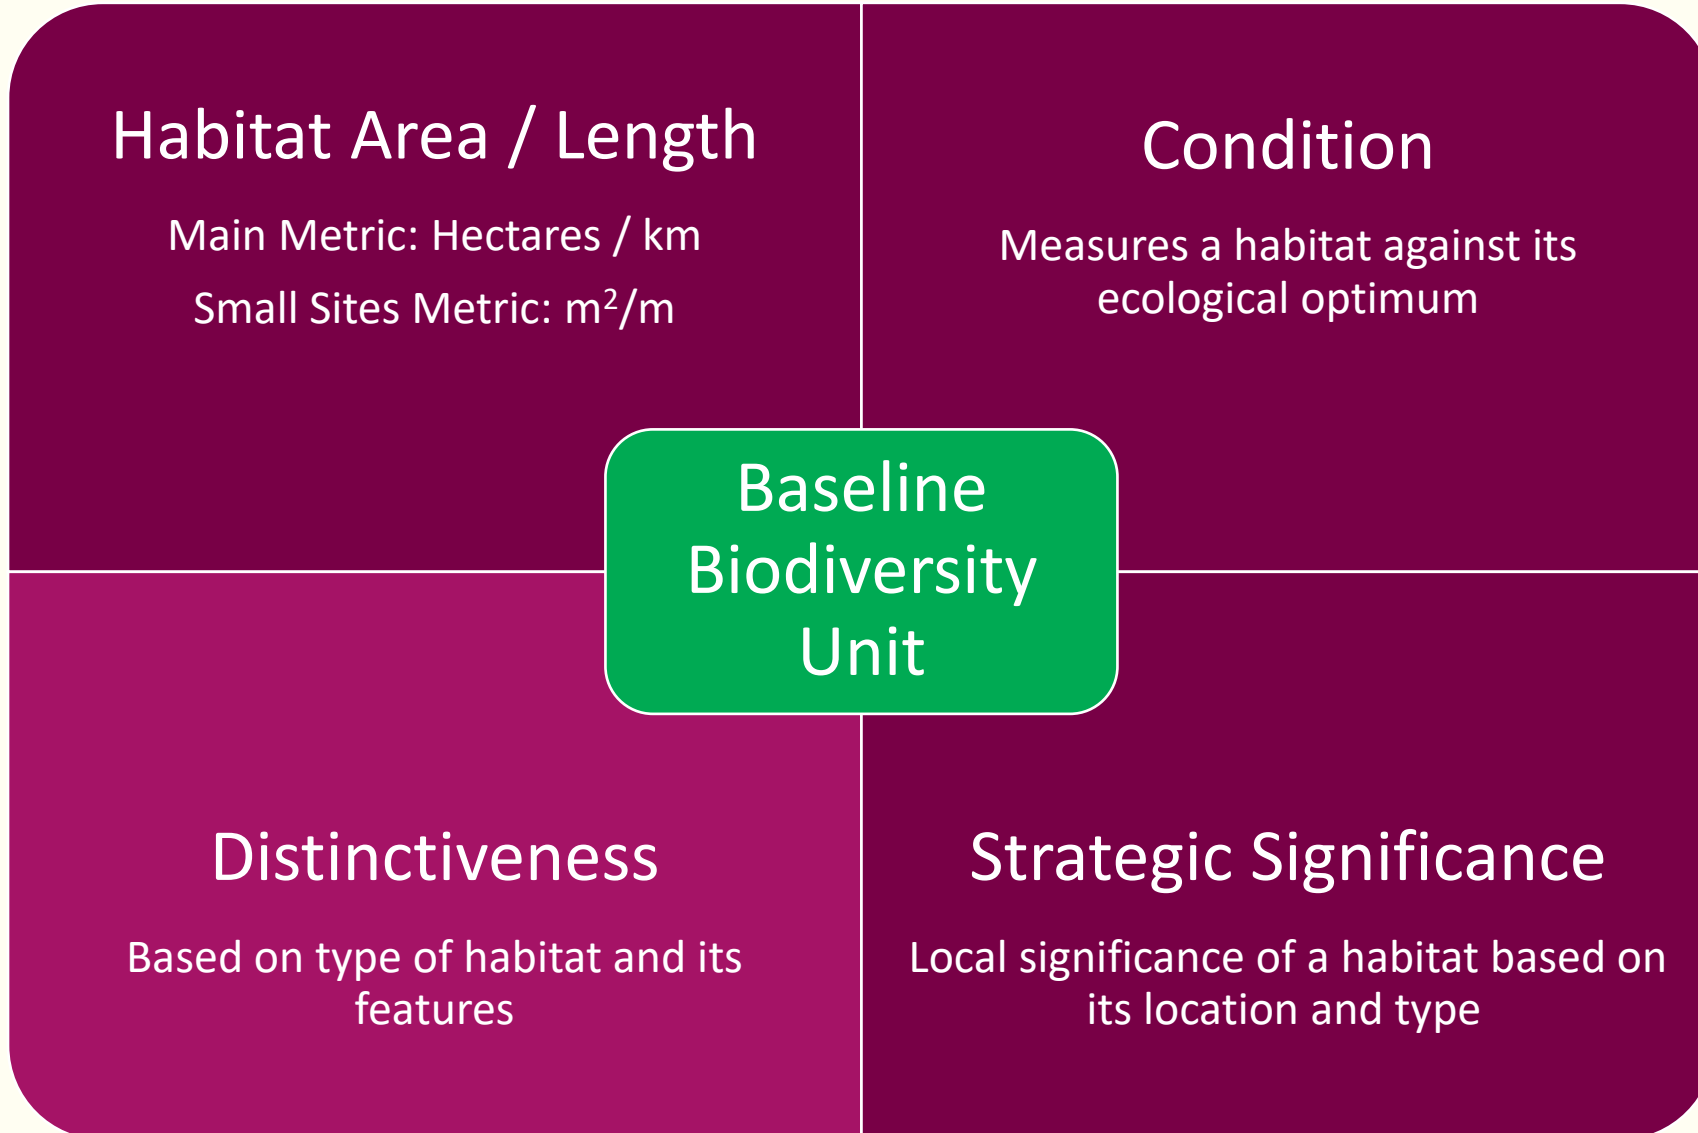 Habitat Area / Length
Main Metric: Hectares / km
Small Sites Metric: m²/m
Condition
Measures a habitat against its
ecological optimum
Baseline
Biodiversity
Unit
Distinctiveness
Based on type of habitat and its
features
Strategic Significance
Local significance of a habitat based on
its location and type